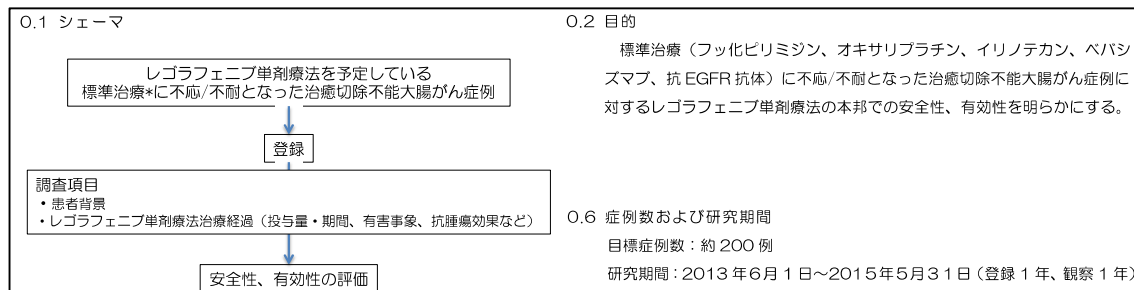 0.1 シェーマ
レゴラフェニブ単剤療法を予定している
標準治療*に不応/不耐となった治癒切除不能大腸がん症例
登録
調査項目
・患者背景
・レゴラフェニブ単剤療法治療経過（投与量・期間、有害事象、抗腫瘍効果など）
安全性、有効性の評価
0.2 目的
標準治療（フッ化ピリミジン、オキサリプラチン、イリノテカン、ベバシ
ズマブ、抗 EGFR 抗体）に不応/不耐となった治癒切除不能大腸がん症例に
対するレゴラフェニブ単剤療法の本邦での安全性、有効性を明らかにする。
0.6 症例数および研究期間
目標症例数：約 200 例
研究期間：2013 年 6 月 1 日～2015 年 5 月 31 日（登録 1 年、観察 1 年）